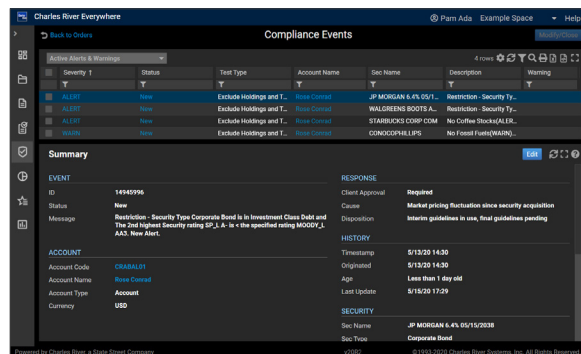 Charles River Everywhere
Pam Ada Example Space Help
Back to Orders Compliance Events Modify/Close
Active Alerts & Warnings 4 rows
Severity ↑ Status Test Type Account Name Sec Name Description Warning
ALERT New Exclude Holdings and T... Rose Conrad JP MORGAN 6.4% 05/1... Restriction - Security Ty...
ALERT New Exclude Holdings and T... Rose Conrad WALGREENS BOOTS A... Restriction - Security Ty...
ALERT New Exclude Holdings and T... Rose Conrad STARBUCKS CORP COM No Coffee Stocks(ALER...
WARN New Exclude Holdings and T... Rose Conrad CONOCOPHILLIPS No Fossil Fuels(WARN)...
Summary Edit
EVENT
ID 14945996
Status New
Message Restriction - Security Type Corporate Bond is in Investment Class Debt and
The 2nd highest Security rating SP_L A- is < the specified rating MOODY_L
AA3. New Alert.
ACCOUNT
Account Code CRABAL01
Account Name Rose Conrad
Account Type Account
Currency USD
RESPONSE
Client Approval Required
Cause Market pricing fluctuation since security acquisition
Disposition Interim guidelines in use, final guidelines pending
HISTORY
Timestamp 5/13/20 14:30
Originated 5/13/20 14:30
Age Less than 1 day old
Last Update 5/15/20 17:29
SECURITY
Sec Name JP MORGAN 6.4% 05/15/2038
Sec Type Corporate Bond
Powered by Charles River, a State Street Company v20R2 ©1993-2020 Charles River Systems, Inc. All Rights Reserved